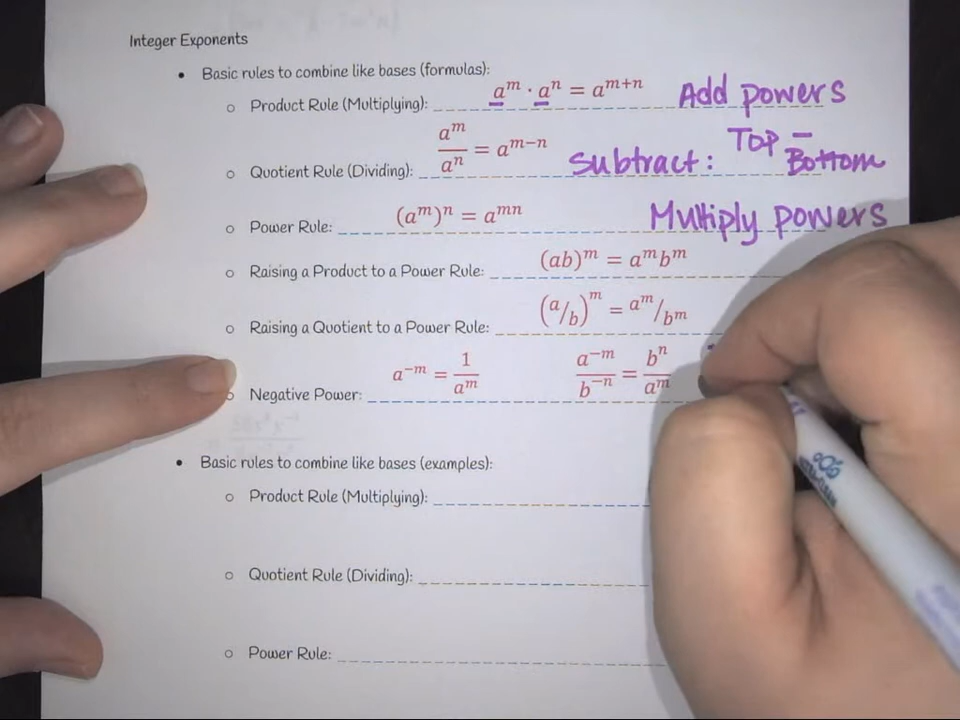 Integer Exponents
• Basic rules to combine like bases (formulas):
○ Product Rule (Multiplying): a^m · a^n = a^{m+n} Add powers
○ Quotient Rule (Dividing): a^m / a^n = a^{m−n} Subtract: Top − Bottom
○ Power Rule: (a^m)^n = a^{mn} Multiply powers
○ Raising a Product to a Power Rule: (ab)^m = a^m b^m
○ Raising a Quotient to a Power Rule: (a/b)^m = a^m/b^m
○ Negative Power: a^{−m} = 1/a^m a^{−m}/b^{−n} = b^n/a^m
• Basic rules to combine like bases (examples):
○ Product Rule (Multiplying):
○ Quotient Rule (Dividing):
○ Power Rule: